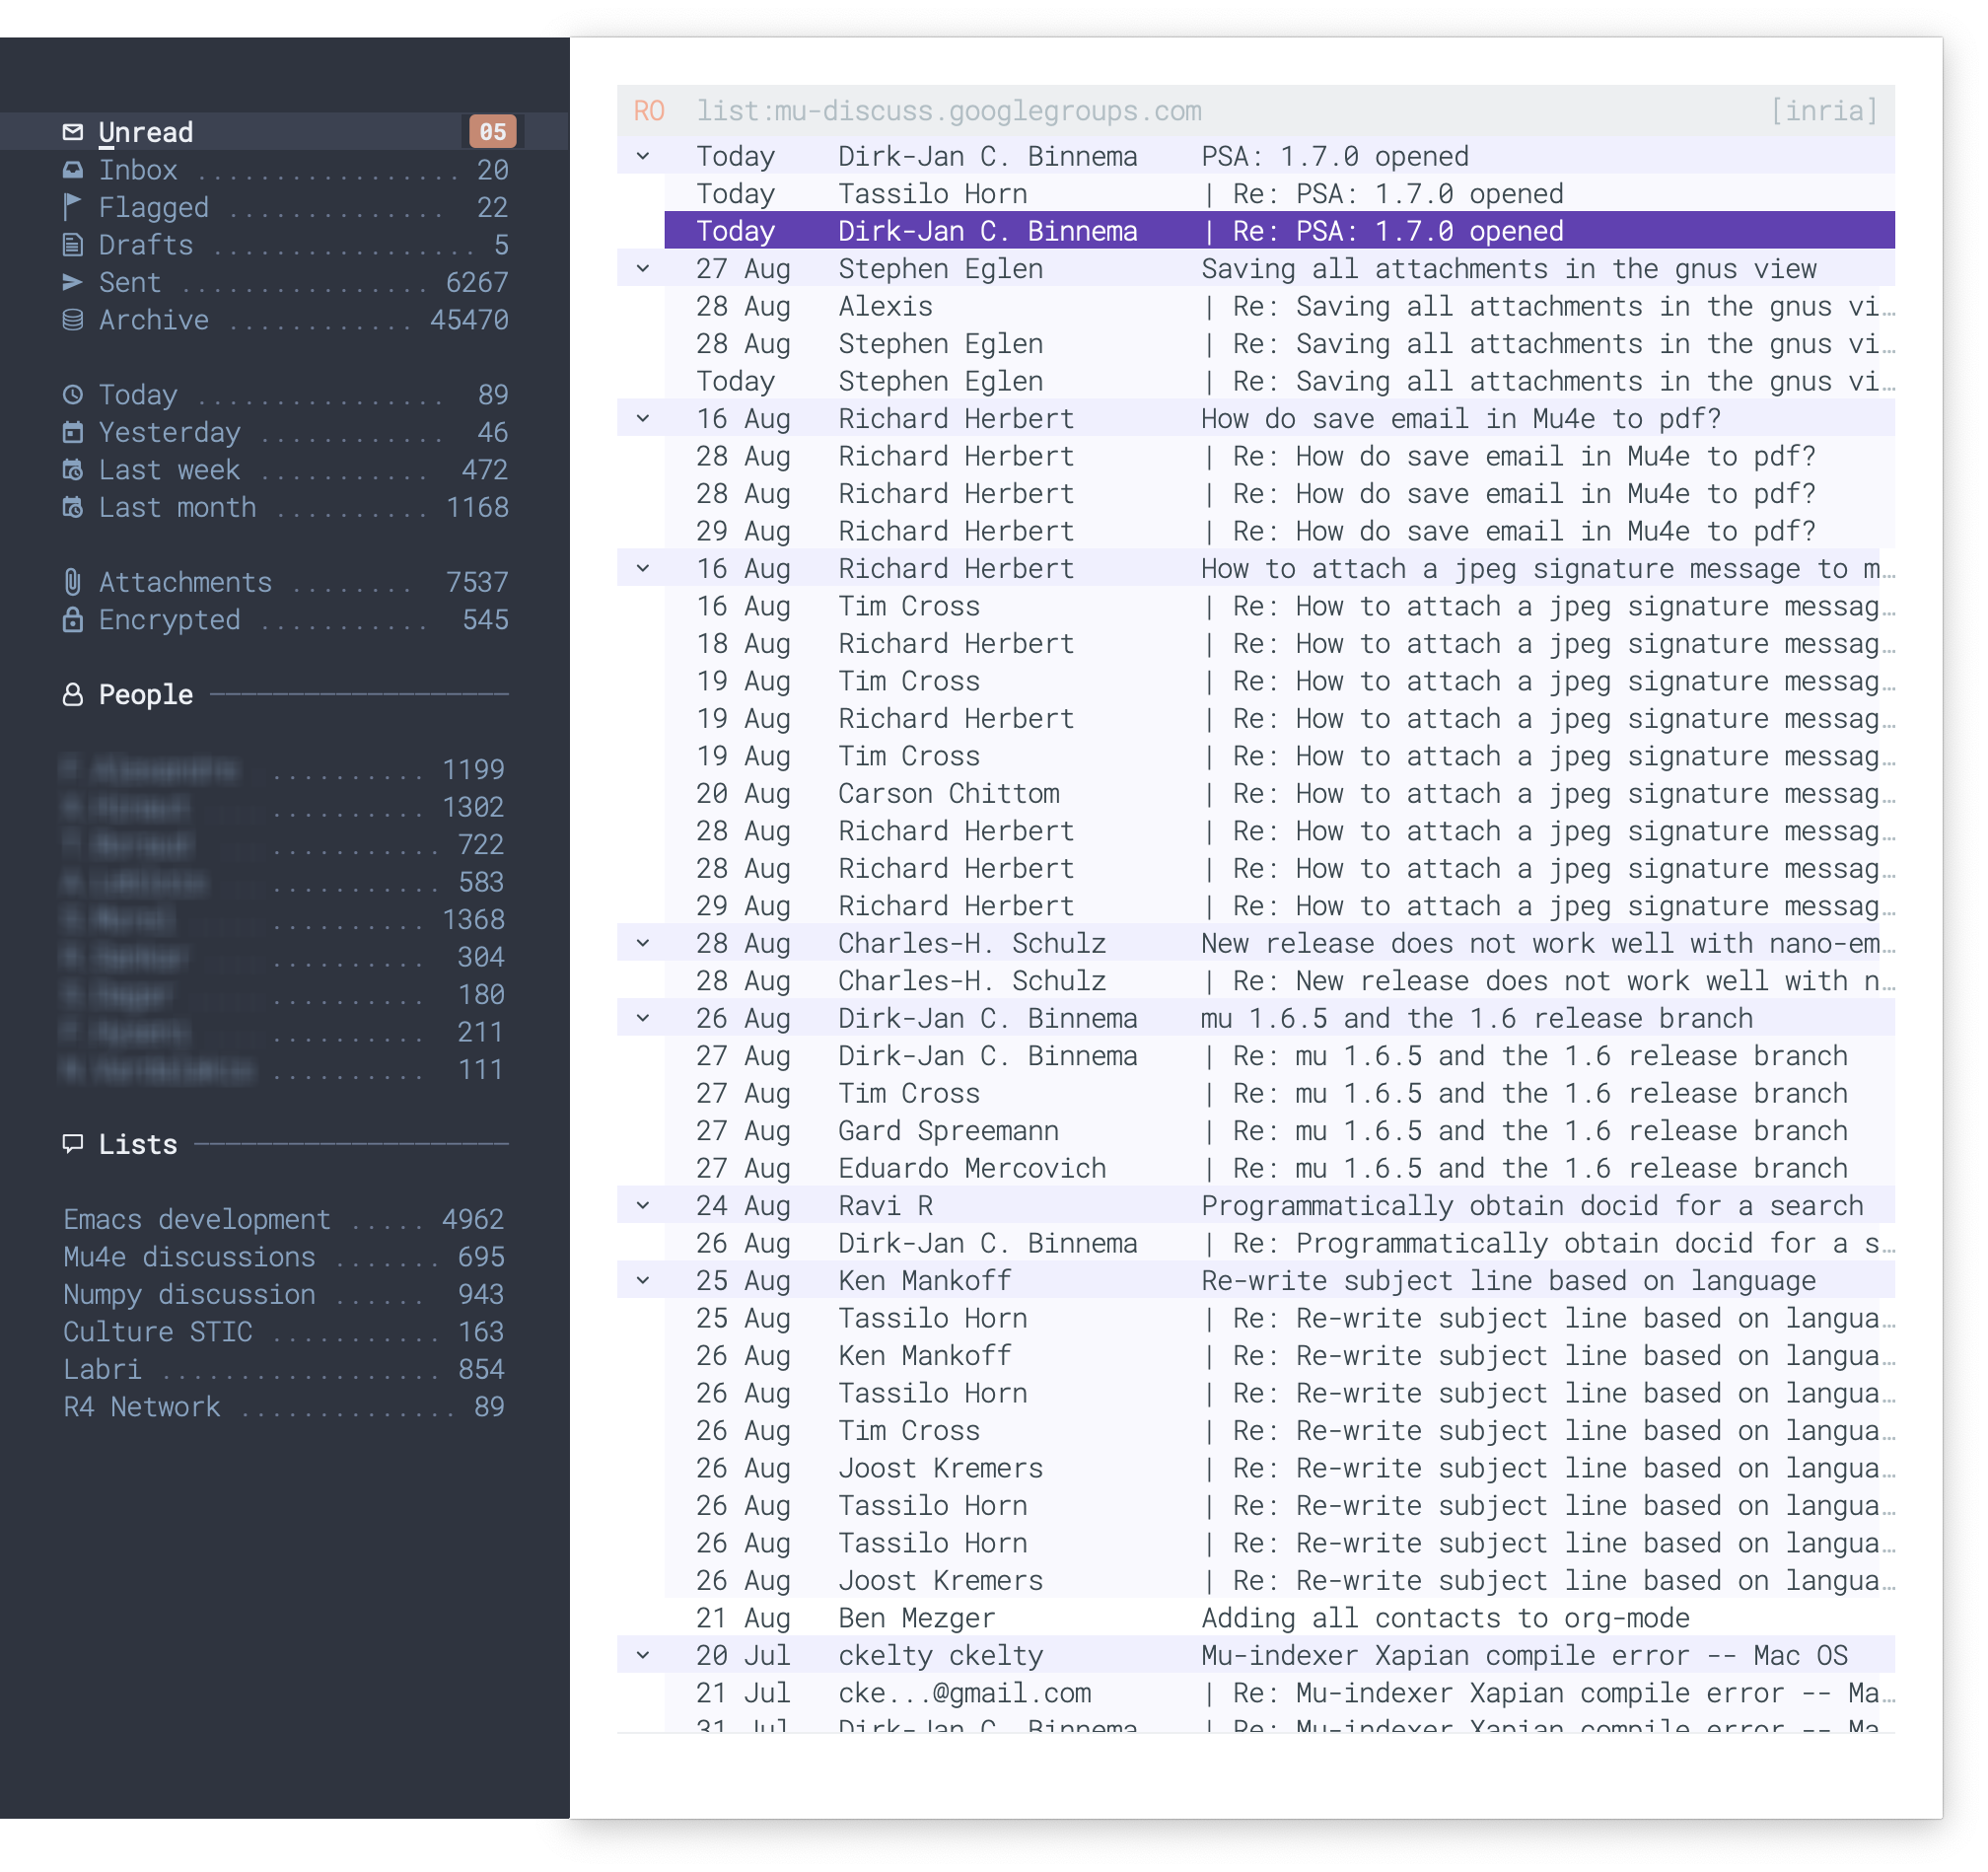 Unread 05
Inbox .................. 20
Flagged .............. 22
Drafts ................. 5
Sent ................ 6267
Archive ............ 45470
Today ................ 89
Yesterday ............ 46
Last week ........... 472
Last month .......... 1168
Attachments ........ 7537
Encrypted ........... 545
People
.......... 1199
.......... 1302
........... 722
........... 583
.......... 1368
.......... 304
.......... 180
.......... 211
.......... 111
Lists
Emacs development ..... 4962
Mu4e discussions ....... 695
Numpy discussion ...... 943
Culture STIC ........... 163
Labri .................. 854
R4 Network .............. 89
RO list:mu-discuss.googlegroups.com [inria]
Today Dirk-Jan C. Binnema PSA: 1.7.0 opened
Today Tassilo Horn | Re: PSA: 1.7.0 opened
Today Dirk-Jan C. Binnema | Re: PSA: 1.7.0 opened
27 Aug Stephen Eglen Saving all attachments in the gnus view
28 Aug Alexis | Re: Saving all attachments in the gnus vi…
28 Aug Stephen Eglen | Re: Saving all attachments in the gnus vi…
Today Stephen Eglen | Re: Saving all attachments in the gnus vi…
16 Aug Richard Herbert How do save email in Mu4e to pdf?
28 Aug Richard Herbert | Re: How do save email in Mu4e to pdf?
28 Aug Richard Herbert | Re: How do save email in Mu4e to pdf?
29 Aug Richard Herbert | Re: How do save email in Mu4e to pdf?
16 Aug Richard Herbert How to attach a jpeg signature message to m…
16 Aug Tim Cross | Re: How to attach a jpeg signature messag…
18 Aug Richard Herbert | Re: How to attach a jpeg signature messag…
19 Aug Tim Cross | Re: How to attach a jpeg signature messag…
19 Aug Richard Herbert | Re: How to attach a jpeg signature messag…
19 Aug Tim Cross | Re: How to attach a jpeg signature messag…
20 Aug Carson Chittom | Re: How to attach a jpeg signature messag…
28 Aug Richard Herbert | Re: How to attach a jpeg signature messag…
28 Aug Richard Herbert | Re: How to attach a jpeg signature messag…
29 Aug Richard Herbert | Re: How to attach a jpeg signature messag…
28 Aug Charles-H. Schulz New release does not work well with nano-em…
28 Aug Charles-H. Schulz | Re: New release does not work well with n…
26 Aug Dirk-Jan C. Binnema mu 1.6.5 and the 1.6 release branch
27 Aug Dirk-Jan C. Binnema | Re: mu 1.6.5 and the 1.6 release branch
27 Aug Tim Cross | Re: mu 1.6.5 and the 1.6 release branch
27 Aug Gard Spreemann | Re: mu 1.6.5 and the 1.6 release branch
27 Aug Eduardo Mercovich | Re: mu 1.6.5 and the 1.6 release branch
24 Aug Ravi R Programmatically obtain docid for a search
26 Aug Dirk-Jan C. Binnema | Re: Programmatically obtain docid for a s…
25 Aug Ken Mankoff Re-write subject line based on language
25 Aug Tassilo Horn | Re: Re-write subject line based on langua…
26 Aug Ken Mankoff | Re: Re-write subject line based on langua…
26 Aug Tassilo Horn | Re: Re-write subject line based on langua…
26 Aug Tim Cross | Re: Re-write subject line based on langua…
26 Aug Joost Kremers | Re: Re-write subject line based on langua…
26 Aug Tassilo Horn | Re: Re-write subject line based on langua…
26 Aug Tassilo Horn | Re: Re-write subject line based on langua…
26 Aug Joost Kremers | Re: Re-write subject line based on langua…
21 Aug Ben Mezger Adding all contacts to org-mode
20 Jul ckelty ckelty Mu-indexer Xapian compile error -- Mac OS
21 Jul cke...@gmail.com | Re: Mu-indexer Xapian compile error -- Ma…
31 Jul Dirk-Jan C. Binnema | Re: Mu-indexer Xapian compile error -- Ma…